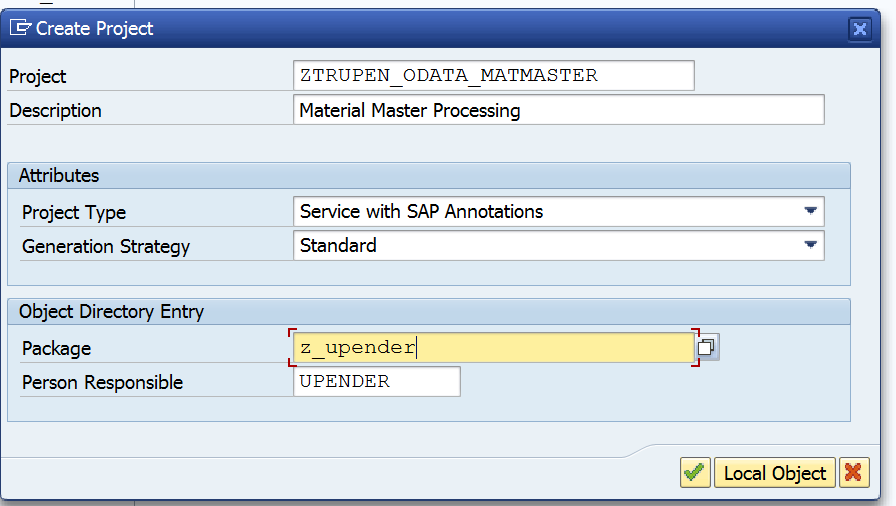 Create Project
Project ZTRUPEN_ODATA_MATMASTER
Description Material Master Processing
Attributes
Project Type Service with SAP Annotations
Generation Strategy Standard
Object Directory Entry
Package z_upender
Person Responsible UPENDER
Local Object